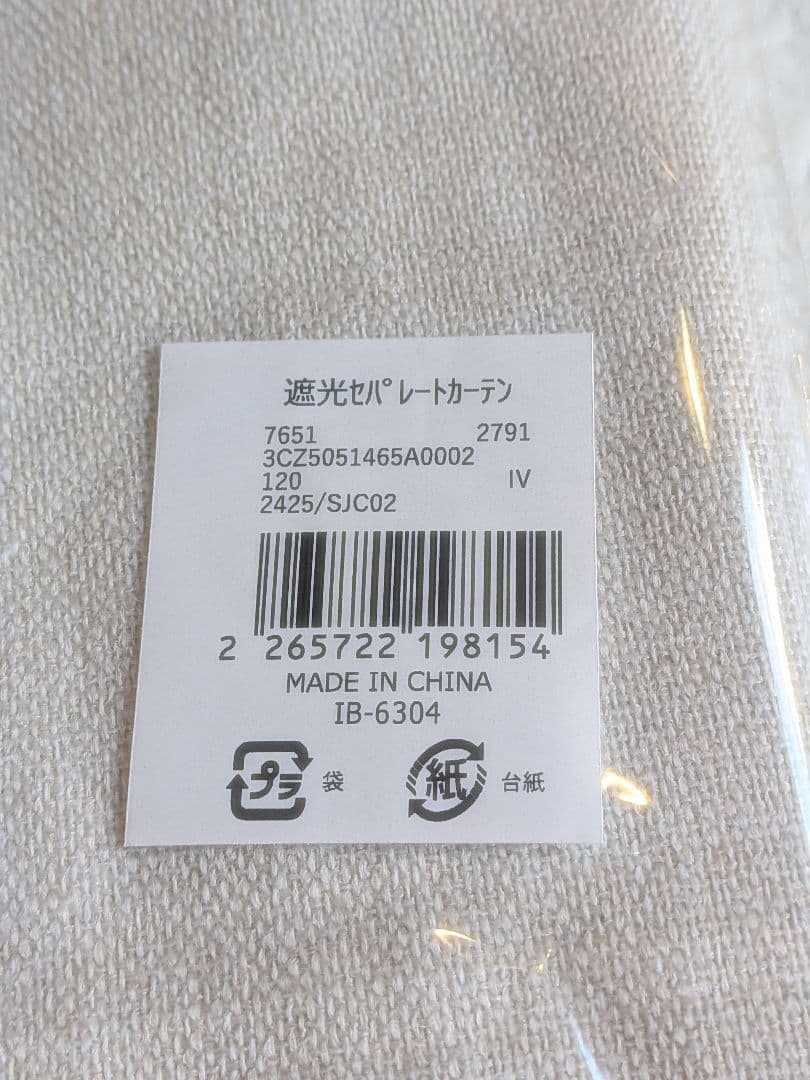 遮光ｾﾊﾟﾚｰﾄｶｰﾃﾝ
7651 2791
3CZ5051465A0002
120 IV
2425/SJC02
2 265722 198154
MADE IN CHINA
IB-6304
プラ 袋 紙 台紙